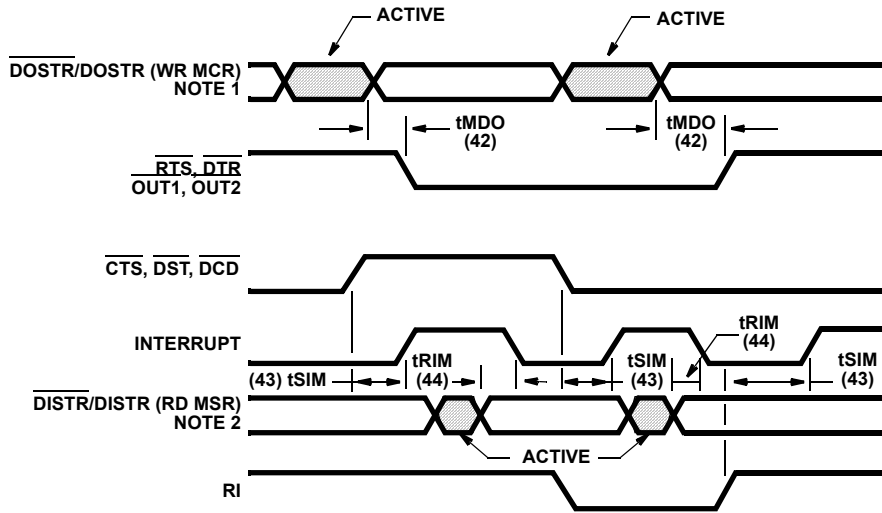 ACTIVE
ACTIVE
DOSTR/DOSTR (WR MCR)
NOTE 1
tMDO
(42)
tMDO
(42)
RTS, DTR
OUT1, OUT2
CTS, DST, DCD
INTERRUPT
tRIM
(44)
(43) tSIM
tRIM
(44)
tSIM
(43)
tSIM
(43)
DISTR/DISTR (RD MSR)
NOTE 2
ACTIVE
RI